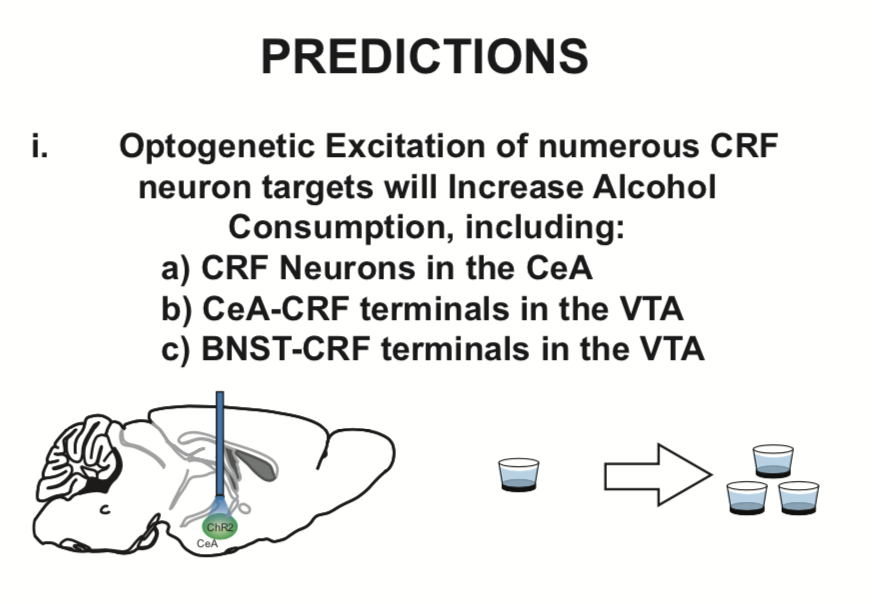 PREDICTIONS
i. Optogenetic Excitation of numerous CRF
neuron targets will Increase Alcohol
Consumption, including:
a) CRF Neurons in the CeA
b) CeA-CRF terminals in the VTA
c) BNST-CRF terminals in the VTA
ChR2
CeA